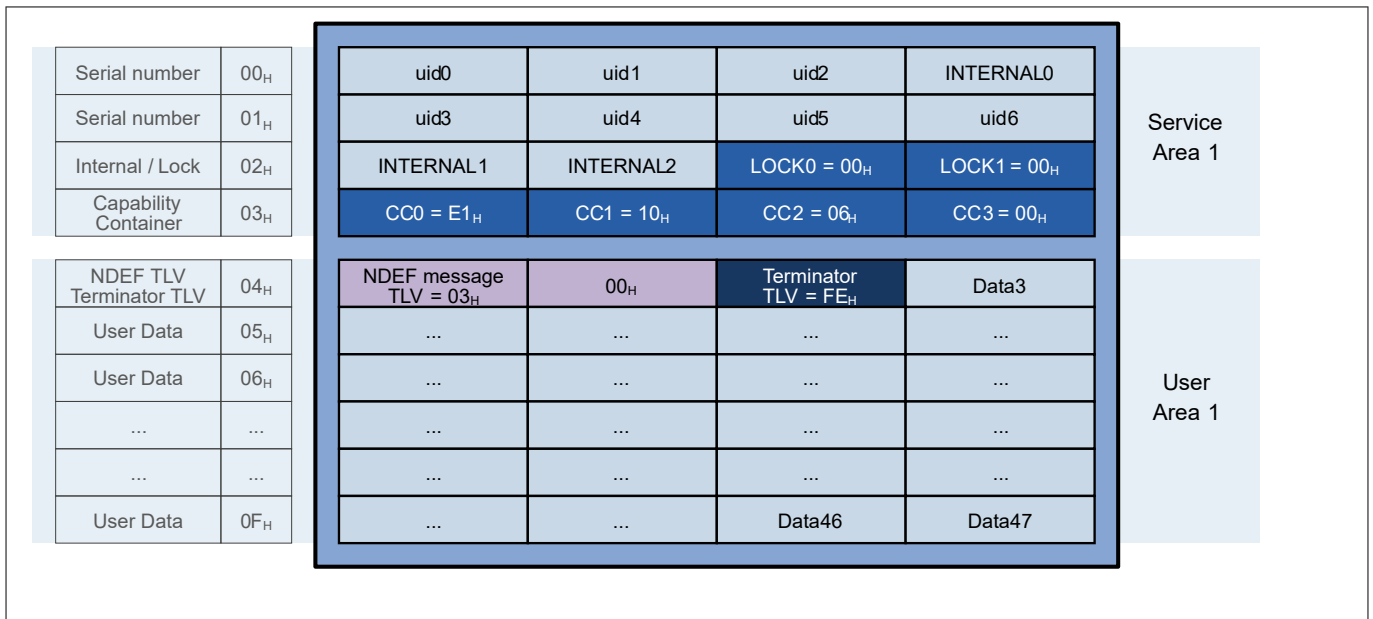 Serial number 00H uid0 uid1 uid2 INTERNAL0
Serial number 01H uid3 uid4 uid5 uid6
Service
Area 1
Internal / Lock 02H INTERNAL1 INTERNAL2 LOCK0 = 00H LOCK1 = 00H
Capability
Container 03H CC0 = E1H CC1 = 10H CC2 = 06H CC3 = 00H
NDEF TLV
Terminator TLV 04H NDEF message
TLV = 03H 00H Terminator
TLV = FEH Data3
User Data 05H ... ... ... ...
User Data 06H ... ... ... ...
User
Area 1
... ... ... ... ... ...
... ... ... ... ... ...
User Data 0FH ... ... Data46 Data47